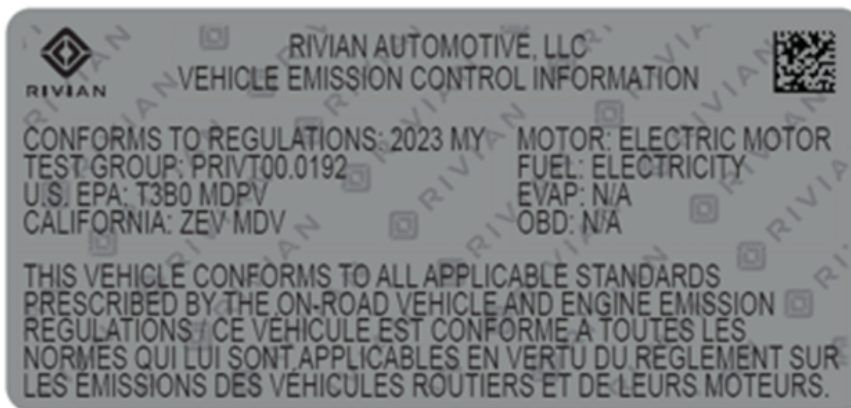 RIVIAN AUTOMOTIVE, LLC
VEHICLE EMISSION CONTROL INFORMATION
RIVIAN
CONFORMS TO REGULATIONS: 2023 MY
TEST GROUP: PRIVT00.0192
U.S. EPA: T3B0 MDPV
CALIFORNIA: ZEV MDV
MOTOR: ELECTRIC MOTOR
FUEL: ELECTRICITY
EVAP: N/A
OBD: N/A
THIS VEHICLE CONFORMS TO ALL APPLICABLE STANDARDS
PRESCRIBED BY THE ON-ROAD VEHICLE AND ENGINE EMISSION
REGULATIONS / CE VÉHICULE EST CONFORME À TOUTES LES
NORMES QUI LUI SONT APPLICABLES EN VERTU DU RÈGLEMENT SUR
LES ÉMISSIONS DES VÉHICULES ROUTIERS ET DE LEURS MOTEURS.